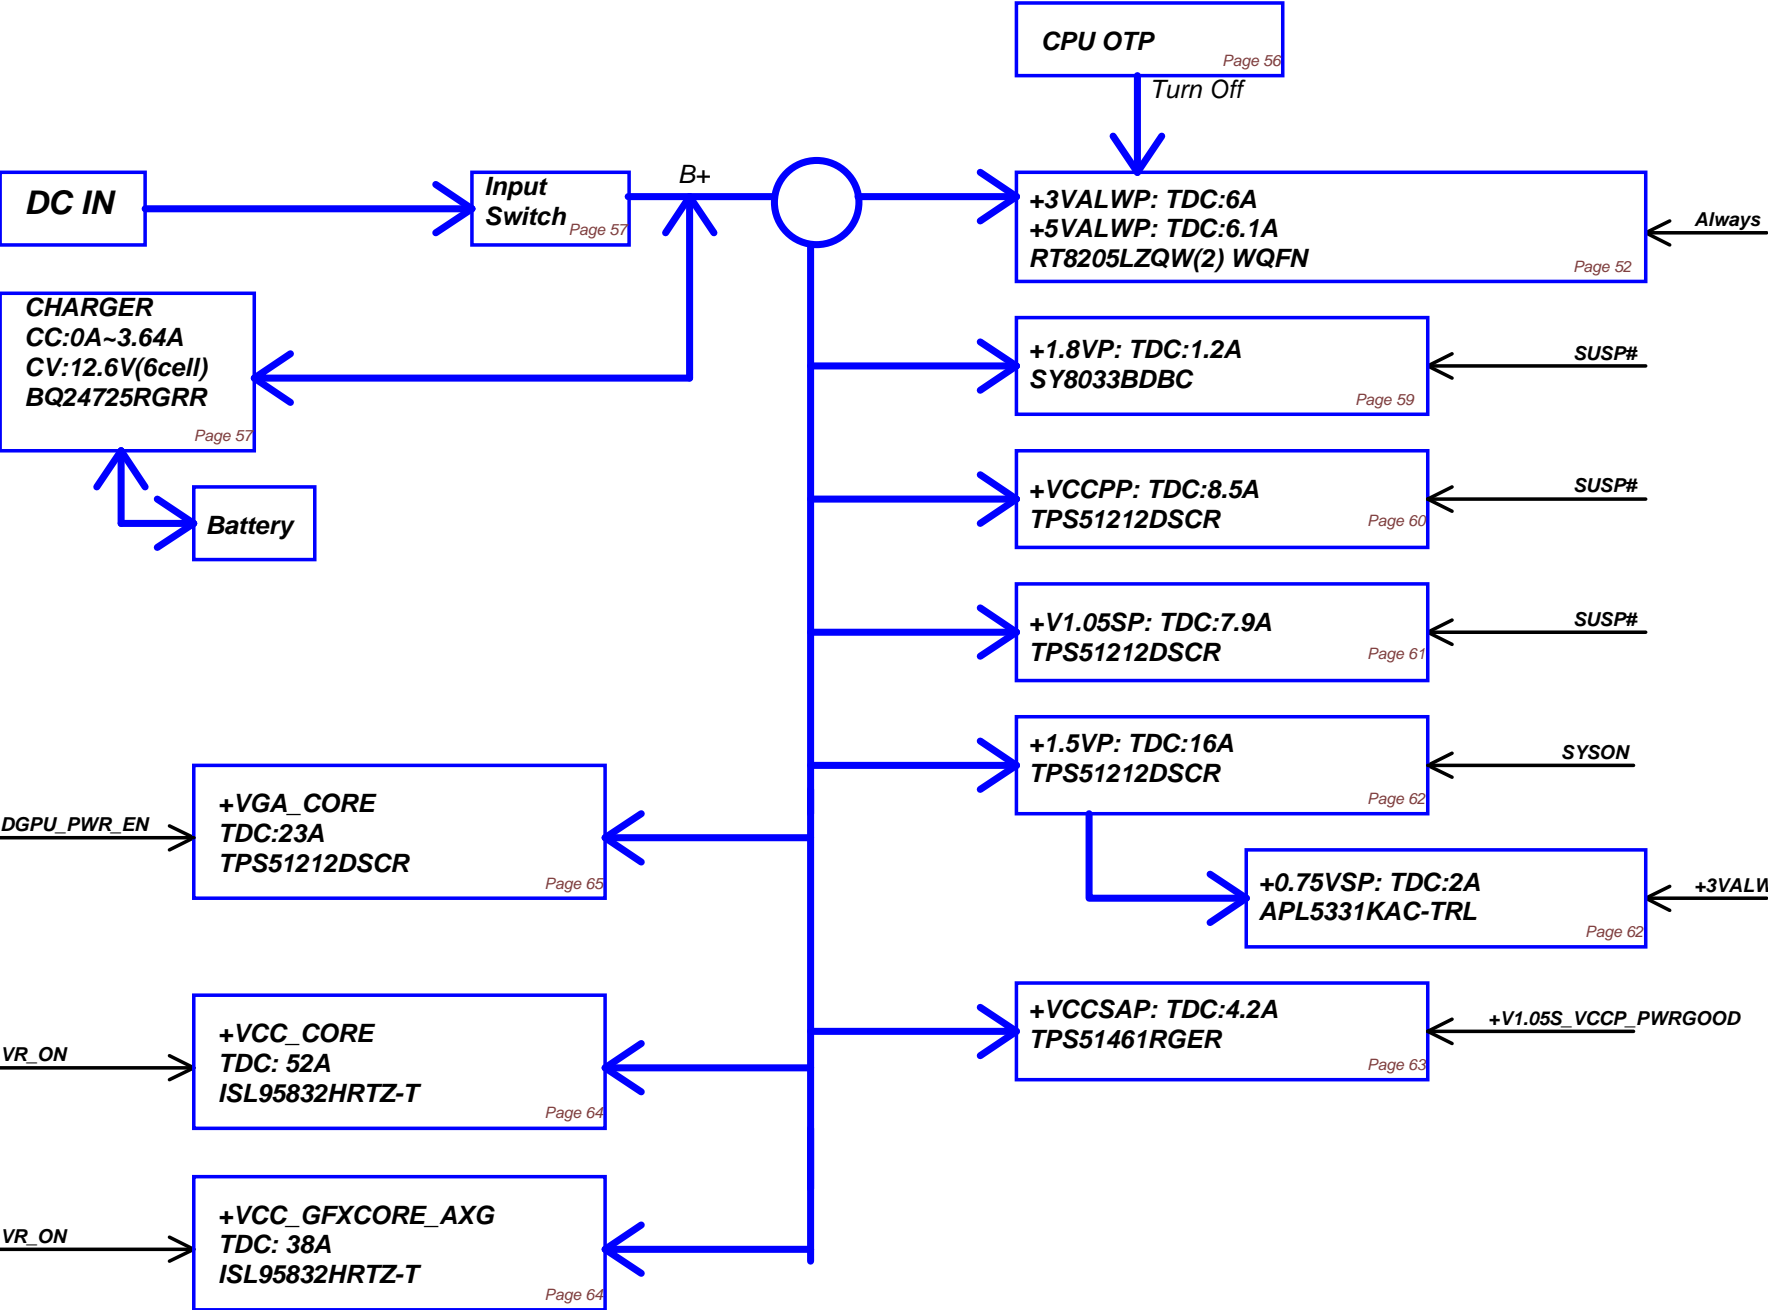 CPU OTP
Page 56
Turn Off
DC IN
Input
Switch
Page 57
B+
+3VALWP: TDC:6A
+5VALWP: TDC:6.1A
RT8205LZQW(2) WQFN
Page 52
Always
CHARGER
CC:0A~3.64A
CV:12.6V(6cell)
BQ24725RGRR
Page 57
Battery
+1.8VP: TDC:1.2A
SY8033BDBC
Page 59
SUSP#
+VCCPP: TDC:8.5A
TPS51212DSCR
Page 60
SUSP#
+V1.05SP: TDC:7.9A
TPS51212DSCR
Page 61
SUSP#
+1.5VP: TDC:16A
TPS51212DSCR
Page 62
SYSON
DGPU_PWR_EN
+VGA_CORE
TDC:23A
TPS51212DSCR
Page 65
+0.75VSP: TDC:2A
APL5331KAC-TRL
Page 62
+3VALW
+VCCSAP: TDC:4.2A
TPS51461RGER
Page 63
+V1.05S_VCCP_PWRGOOD
VR_ON
+VCC_CORE
TDC: 52A
ISL95832HRTZ-T
Page 64
VR_ON
+VCC_GFXCORE_AXG
TDC: 38A
ISL95832HRTZ-T
Page 64